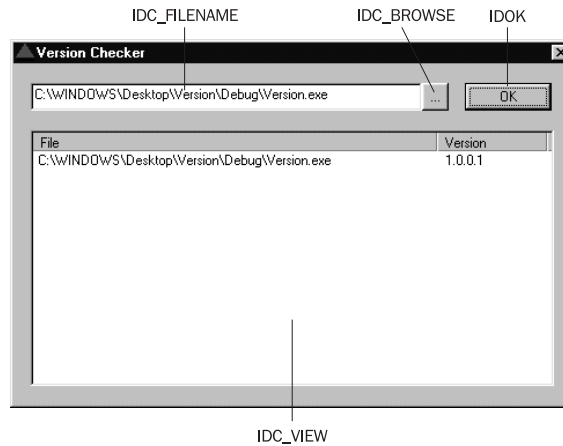 IDC_FILENAME IDC_BROWSE IDOK
Version Checker
C:\WINDOWS\Desktop\Version\Debug\Version.exe ... OK
File Version
C:\WINDOWS\Desktop\Version\Debug\Version.exe 1.0.0.1
IDC_VIEW